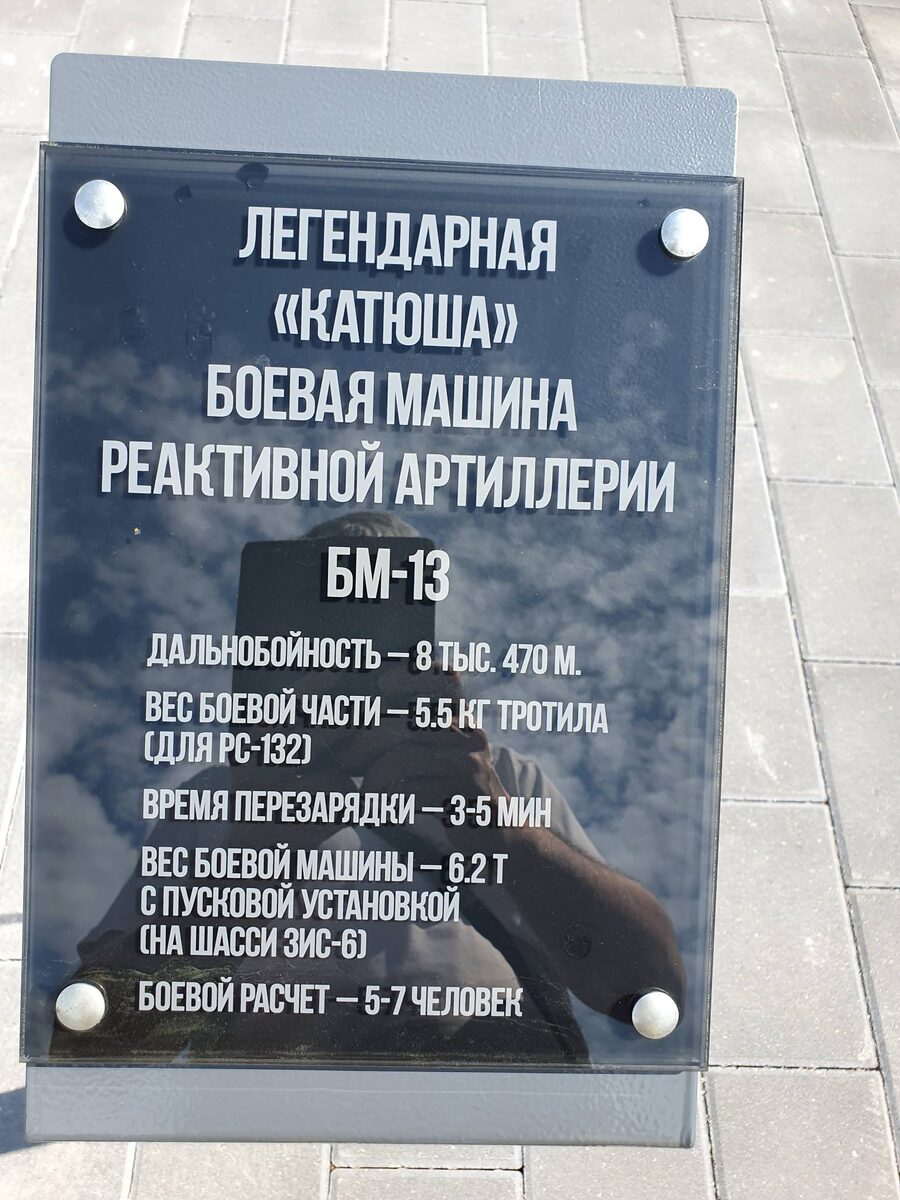 ЛЕГЕНДАРНАЯ
«КАТЮША»
БОЕВАЯ МАШИНА
РЕАКТИВНОЙ АРТИЛЛЕРИИ
БМ-13
ДАЛЬНОБОЙНОСТЬ – 8 ТЫС. 470 М.
ВЕС БОЕВОЙ ЧАСТИ – 5.5 КГ ТРОТИЛА
(ДЛЯ РС-132)
ВРЕМЯ ПЕРЕЗАРЯДКИ – 3-5 МИН
ВЕС БОЕВОЙ МАШИНЫ – 6.2 Т
С ПУСКОВОЙ УСТАНОВКОЙ
(НА ШАССИ ЗИС-6)
БОЕВОЙ РАСЧЕТ – 5-7 ЧЕЛОВЕК